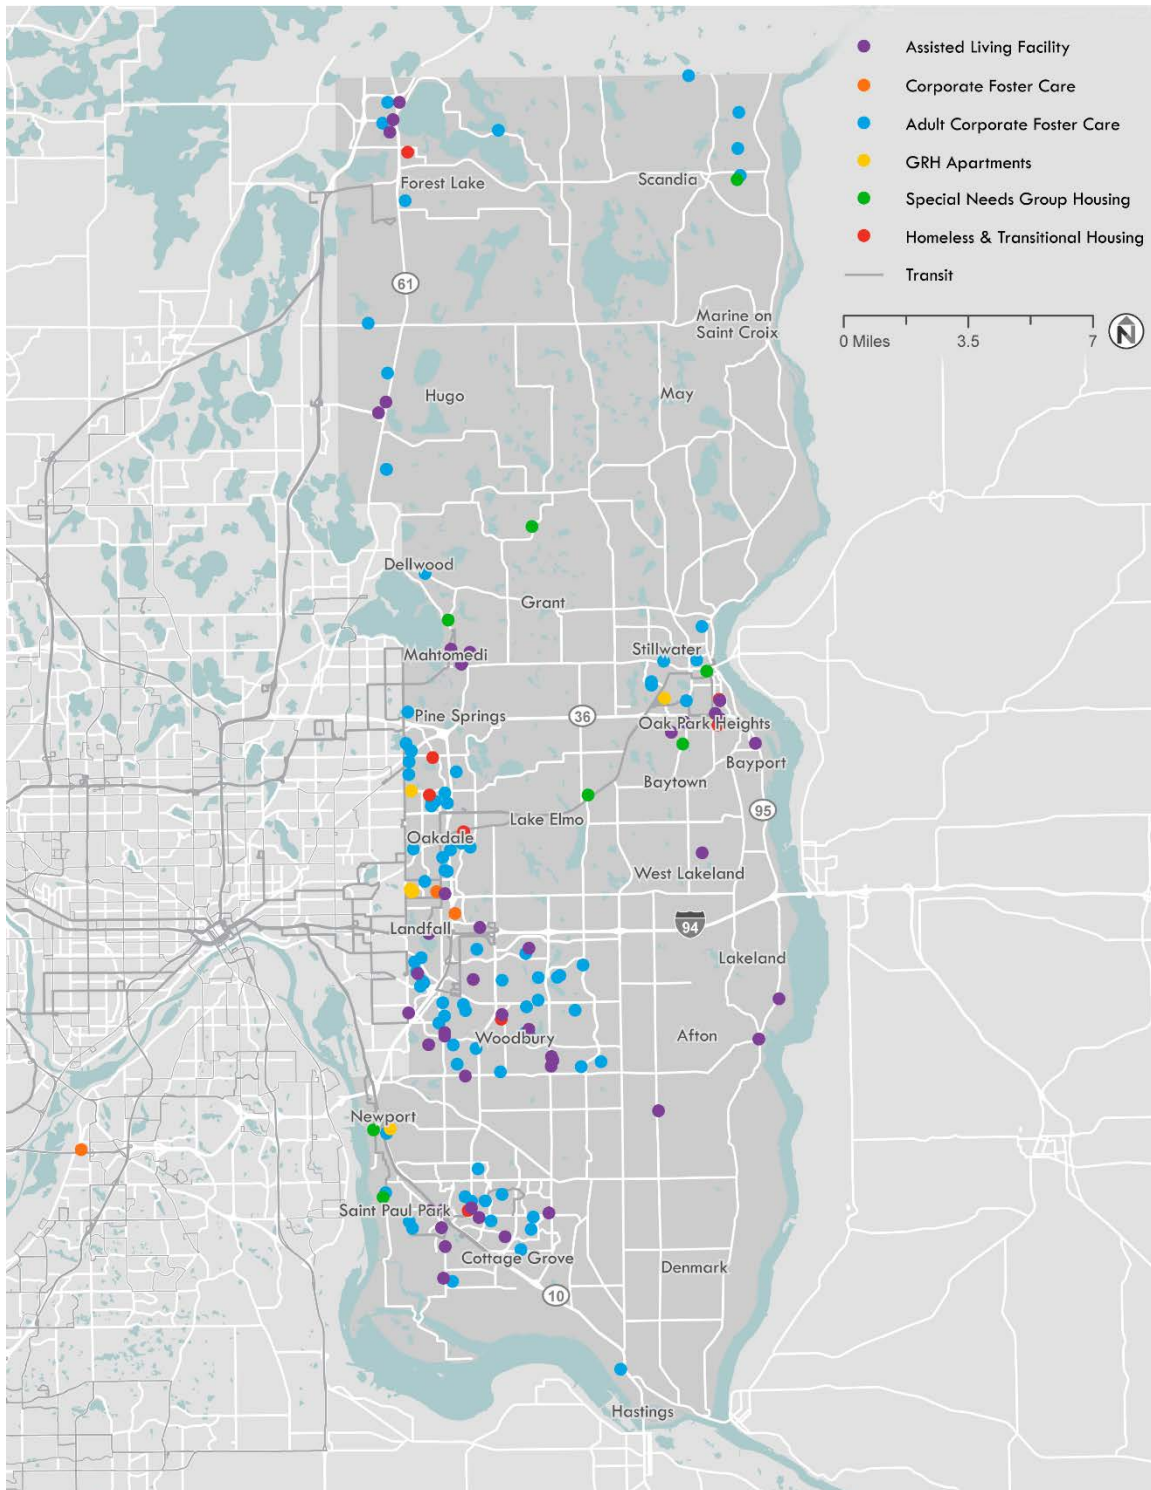 Assisted Living Facility
Corporate Foster Care
Adult Corporate Foster Care
GRH Apartments
Special Needs Group Housing
Homeless & Transitional Housing
Transit
0 Miles 3.5 7
N
Forest Lake
Scandia
61
Marine on
Saint Croix
Hugo
May
Dellwood
Grant
Mahtomedi
Stillwater
Pine Springs
36
Oak Park Heights
Bayport
Baytown
95
Lake Elmo
Oakdale
West Lakeland
94
Landfall
Lakeland
Woodbury
Afton
Newport
Saint Paul Park
Cottage Grove
Denmark
10
Hastings